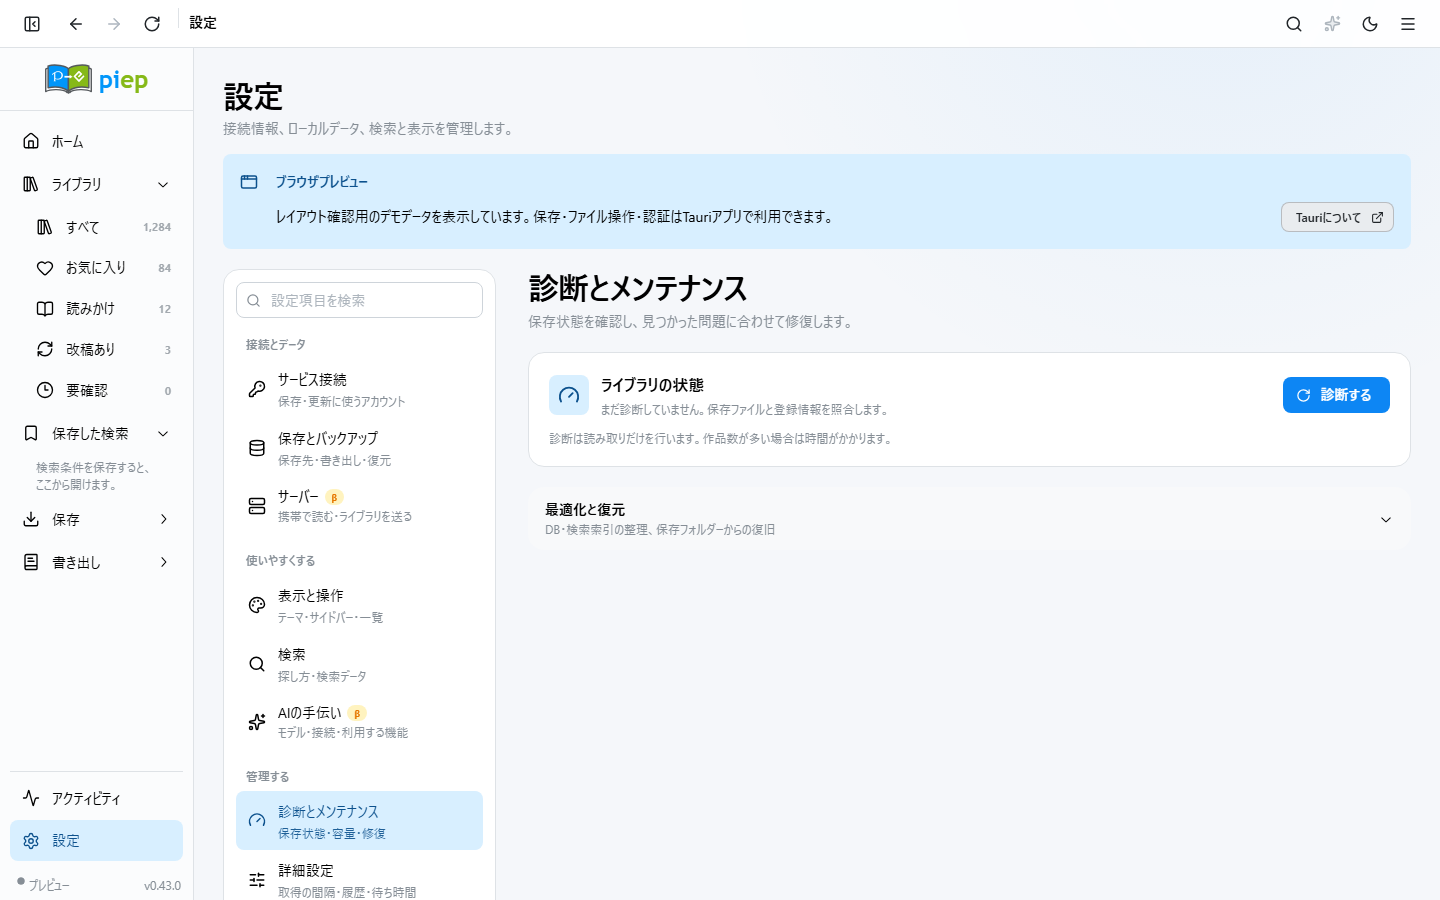 設定
piep
ホーム
ライブラリ
すべて 1,284
お気に入り 84
読みかけ 12
改稿あり 3
要確認 0
保存した検索
検索条件を保存すると、
ここから開けます。
保存
書き出し
アクティビティ
設定
プレビュー v0.43.0
設定
接続情報、ローカルデータ、検索と表示を管理します。
ブラウザプレビュー
レイアウト確認用のデモデータを表示しています。保存・ファイル操作・認証はTauriアプリで利用できます。
Tauriについて
設定項目を検索
接続とデータ
サービス接続
保存・更新に使うアカウント
保存とバックアップ
保存先・書き出し・復元
サーバー β
携帯で読む・ライブラリを送る
使いやすくする
表示と操作
テーマ・サイドバー・一覧
検索
探し方・検索データ
AIの手伝い β
モデル・接続・利用する機能
管理する
診断とメンテナンス
保存状態・容量・修復
詳細設定
取得の間隔・履歴・待ち時間
診断とメンテナンス
保存状態を確認し、見つかった問題に合わせて修復します。
ライブラリの状態
まだ診断していません。保存ファイルと登録情報を照合します。
診断する
診断は読み取りだけを行います。作品数が多い場合は時間がかかります。
最適化と復元
DB・検索索引の整理、保存フォルダーからの復旧